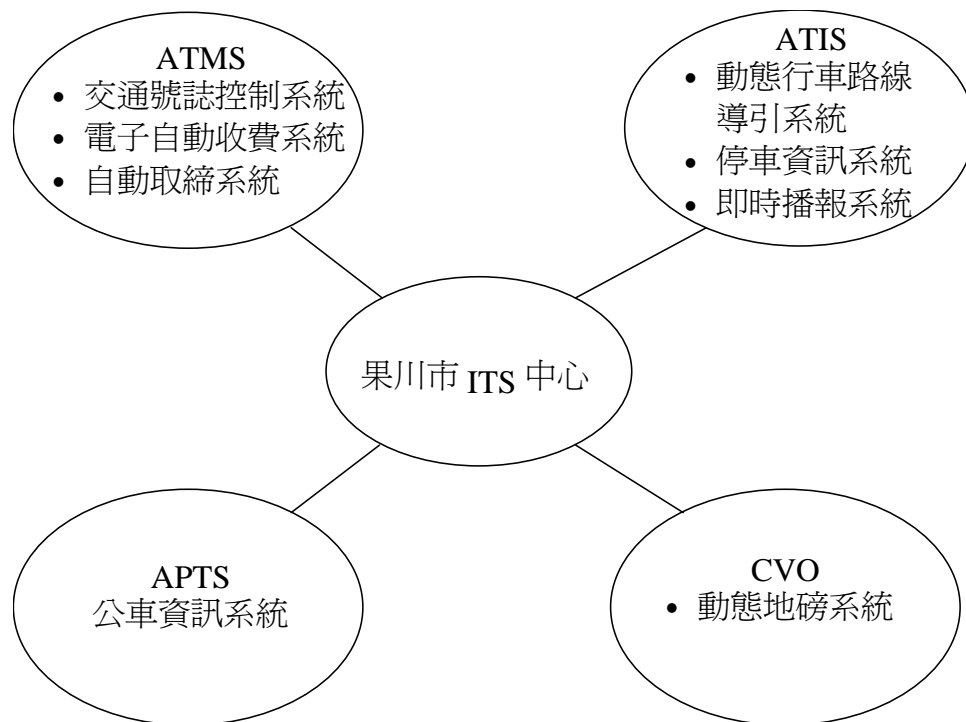 ATMS
• 交通號誌控制系統
• 電子自動收費系統
• 自動取締系統
ATIS
• 動態行車路線
導引系統
• 停車資訊系統
• 即時播報系統
果川市 ITS 中心
APTS
公車資訊系統
CVO
• 動態地磅系統